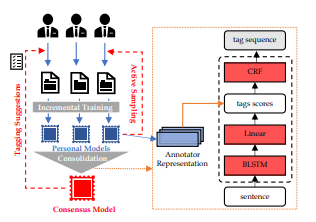 Tagging Suggestions
Active Sampling
Incremental Training
Personal Models
Consolidation
Consensus Model
Annotator
Representation
tag sequence
CRF
tags scores
Linear
BLSTM
sentence